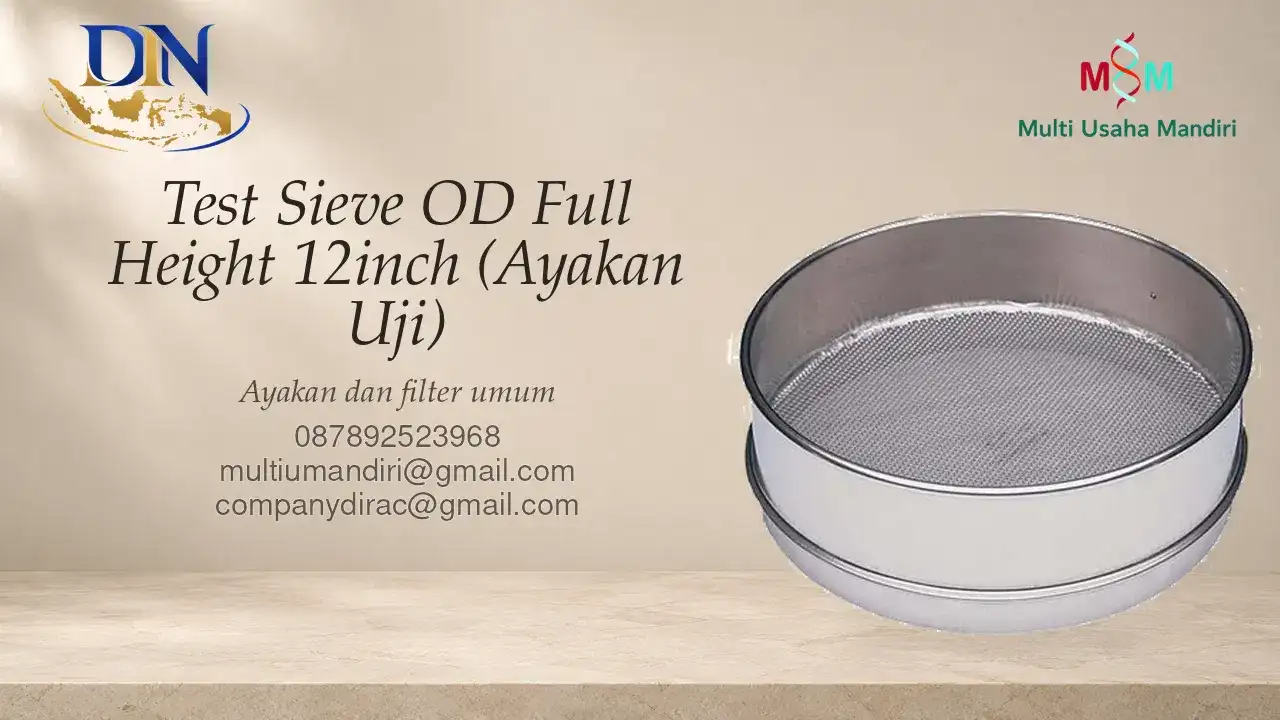 DIN
MSM
Multi Usaha Mandiri
Test Sieve OD Full
Height 12inch (Ayakan
Uji)
Ayakan dan filter umum
087892523968
multiumandiri@gmail.com
companydirac@gmail.com